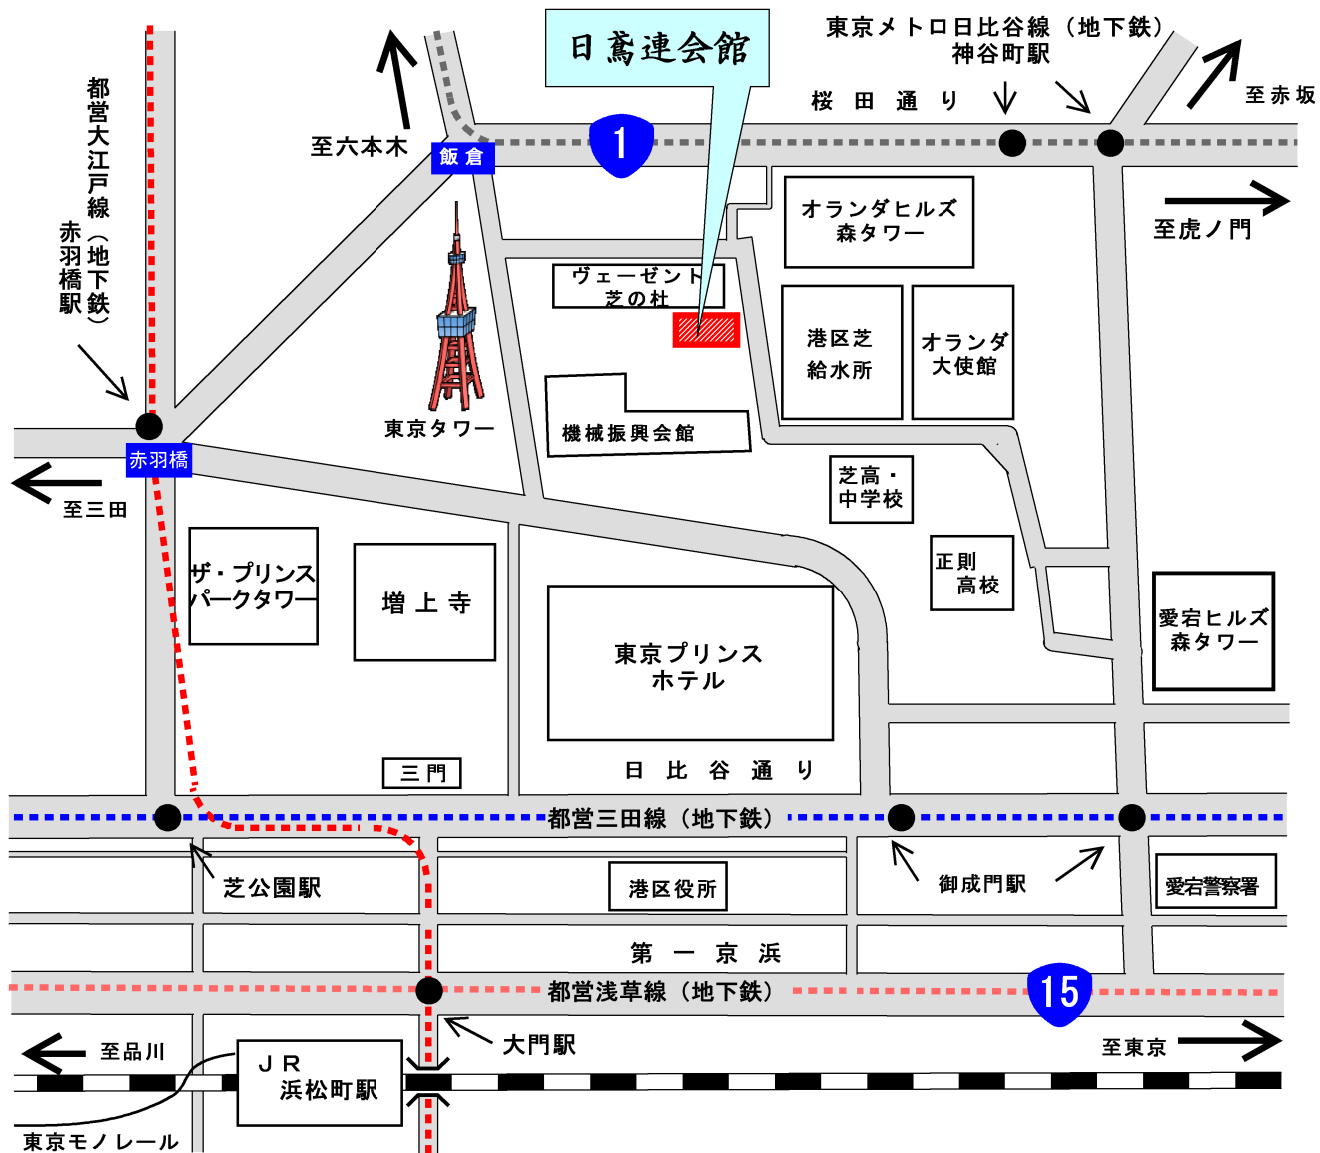 日鳶連会館
東京メトロ日比谷線（地下鉄）
神谷町駅
桜田通り
至赤坂
至六本木
飯倉
1
都営大江戸線（地下鉄）
赤羽橋駅
オランダヒルズ
森タワー
至虎ノ門
ヴェーゼント
芝の杜
港区芝
給水所
オランダ
大使館
東京タワー
機械振興会館
赤羽橋
至三田
芝高・
中学校
正則
高校
ザ・プリンス
パークタワー
増上寺
東京プリンス
ホテル
愛宕ヒルズ
森タワー
三門
日比谷通り
都営三田線（地下鉄）
芝公園駅
港区役所
御成門駅
愛宕警察署
第一京浜
都営浅草線（地下鉄）
15
至品川
大門駅
至東京
ＪＲ
浜松町駅
東京モノレール